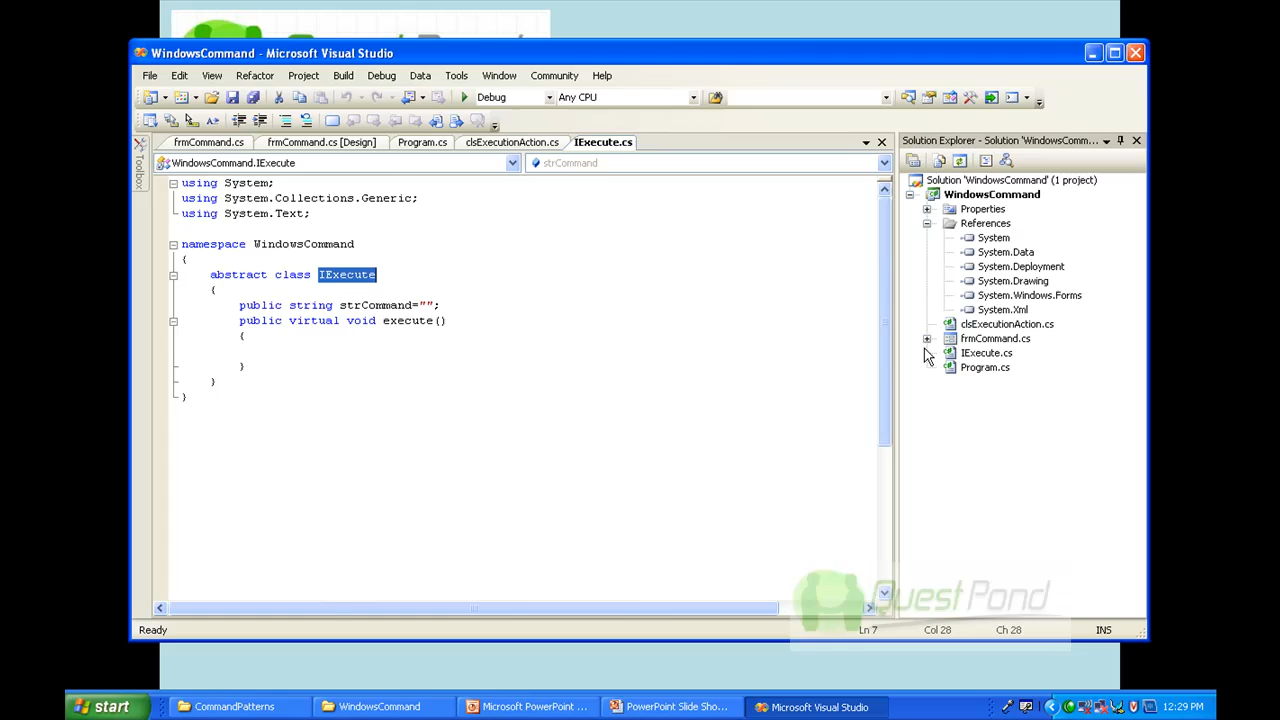 WindowsCommand - Microsoft Visual Studio
File Edit View Refactor Project Build Debug Data Tools Window Community Help
Debug Any CPU
frmCommand.cs frmCommand.cs [Design] Program.cs clsExecutionAction.cs IExecute.cs
Toolbox
WindowsCommand.IExecute strCommand
using System;
using System.Collections.Generic;
using System.Text;
namespace WindowsCommand
{
abstract class IExecute
{
public string strCommand="";
public virtual void execute()
{
}
}
}
Solution Explorer - Solution 'WindowsComm...
Solution 'WindowsCommand' (1 project)
WindowsCommand
Properties
References
System
System.Data
System.Deployment
System.Drawing
System.Windows.Forms
System.Xml
clsExecutionAction.cs
frmCommand.cs
IExecute.cs
Program.cs
QuestPond
Ready Ln 7 Col 28 Ch 28 INS
start CommandPatterns WindowsCommand Microsoft PowerPoint ... PowerPoint Slide Sho... Microsoft Visual Studio 12:29 PM